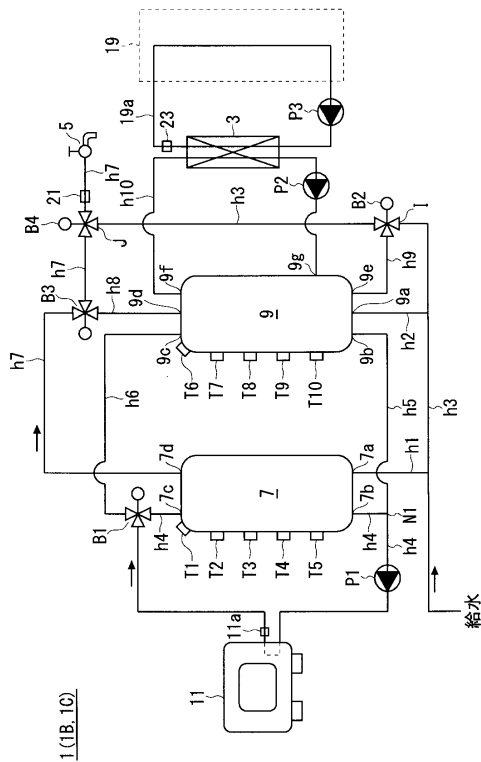 1(1B, 1C)
11
11a
B1
h4
7c
7d
T1
T2
T3
T4
T5
7
7b
7a
h4
h4
N1
P1
h1
給水
h7
h6
B3
h8
h7
9c
9d
9f
T6
T7
T8
T9
T10
9
9b
9a
9e
9g
h5
h2
h9
h3
B4
J
21
h7
5
h3
B2
I
h10
P2
3
23
19a
P3
19